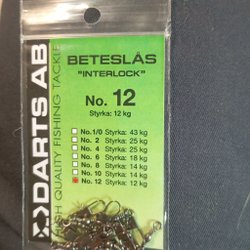 DARTS AB
HIGH QUALITY FISHING TACKLE
BETESLÅS
"INTERLOCK"
No. 12
Styrka: 12 kg
No. 1/0 Styrka: 43 kg
No. 2 Styrka: 25 kg
No. 4 Styrka: 25 kg
No. 6 Styrka: 18 kg
No. 8 Styrka: 14 kg
No. 10 Styrka: 14 kg
No. 12 Styrka: 12 kg